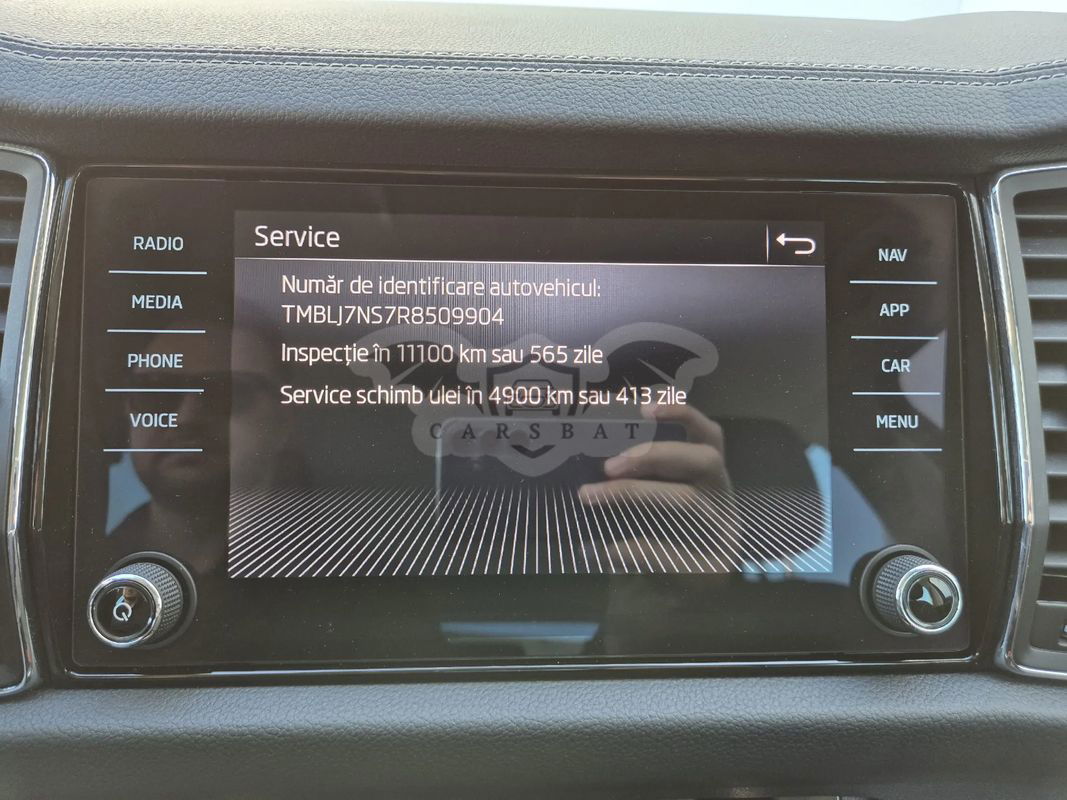 RADIO
MEDIA
PHONE
VOICE
Service
Număr de identificare autovehicul:
TMBLJ7NS7R8509904
Inspecție în 11100 km sau 565 zile
Service schimb ulei în 4900 km sau 413 zile
CARSBAT
NAV
APP
CAR
MENU